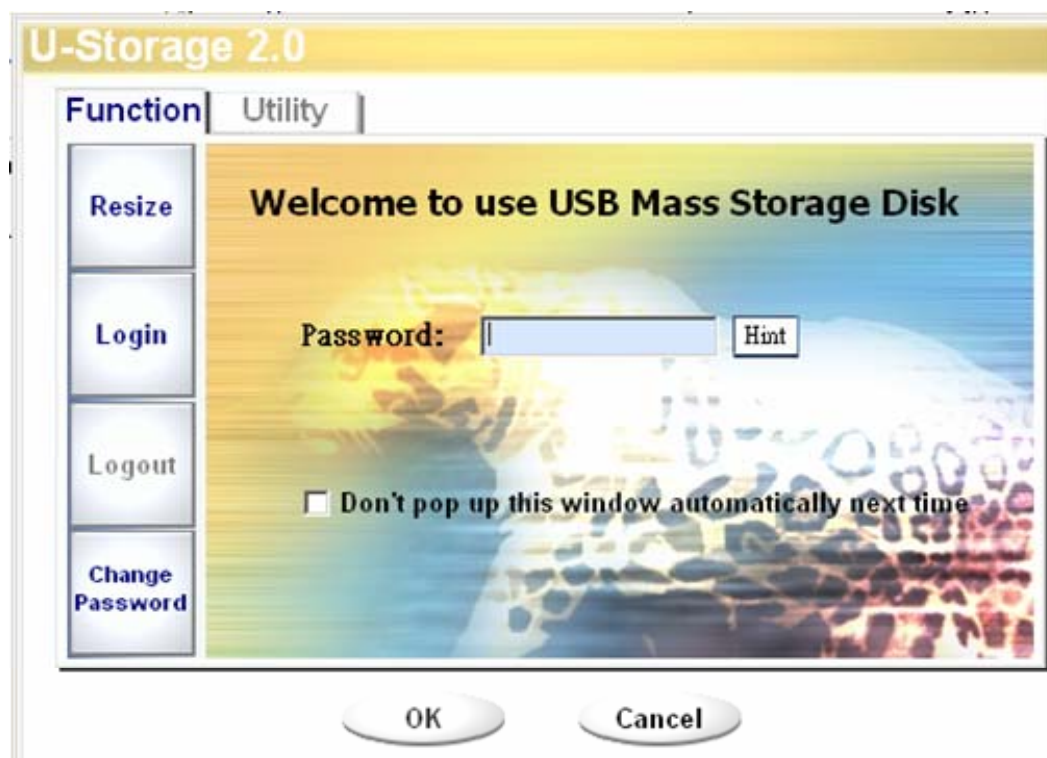 U-Storage 2.0
Function
Utility
Resize
Welcome to use USB Mass Storage Disk
Login
Password:
Hint
Logout
Don't pop up this window automatically next time
Change
Password
OK
Cancel